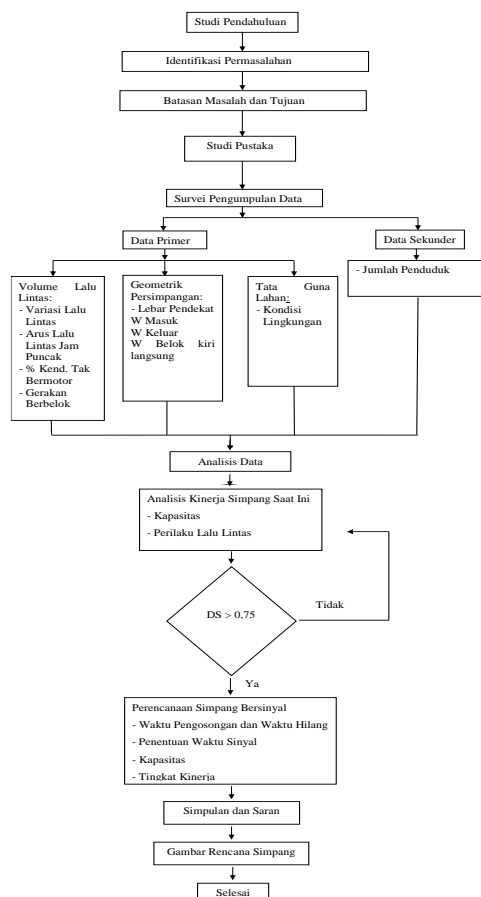 Studi Pendahuluan
Identifikasi Permasalahan
Batasan Masalah dan Tujuan
Studi Pustaka
Survei Pengumpulan Data
Data Primer
Data Sekunder
Volume Lalu
Lintas:
- Variasi Lalu
Lintas
- Arus Lalu
Lintas Jam
Puncak
- % Kend. Tak
Bermotor
- Gerakan
Berbelok
Geometrik
Persimpangan:
- Lebar Pendekat
W Masuk
W Keluar
W Belok kiri
langsung
Tata Guna
Lahan:
- Kondisi
Lingkungan
- Jumlah Penduduk
Analisis Data
Analisis Kinerja Simpang Saat Ini
- Kapasitas
- Perilaku Lalu Lintas
DS > 0,75
Tidak
Ya
Perencanaan Simpang Bersinyal
- Waktu Pengosongan dan Waktu Hilang
- Penentuan Waktu Sinyal
- Kapasitas
- Tingkat Kinerja
Simpulan dan Saran
Gambar Rencana Simpang
Selesai